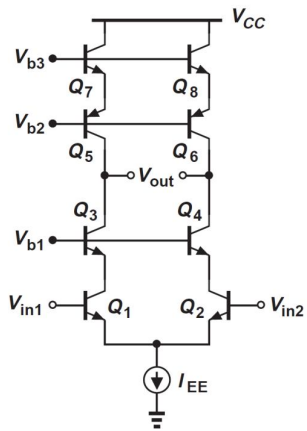 V_CC
V_b3
Q_7 Q_8
V_b2
Q_5 Q_6
V_out
Q_3 Q_4
V_b1
V_in1 Q_1 Q_2 V_in2
I_EE